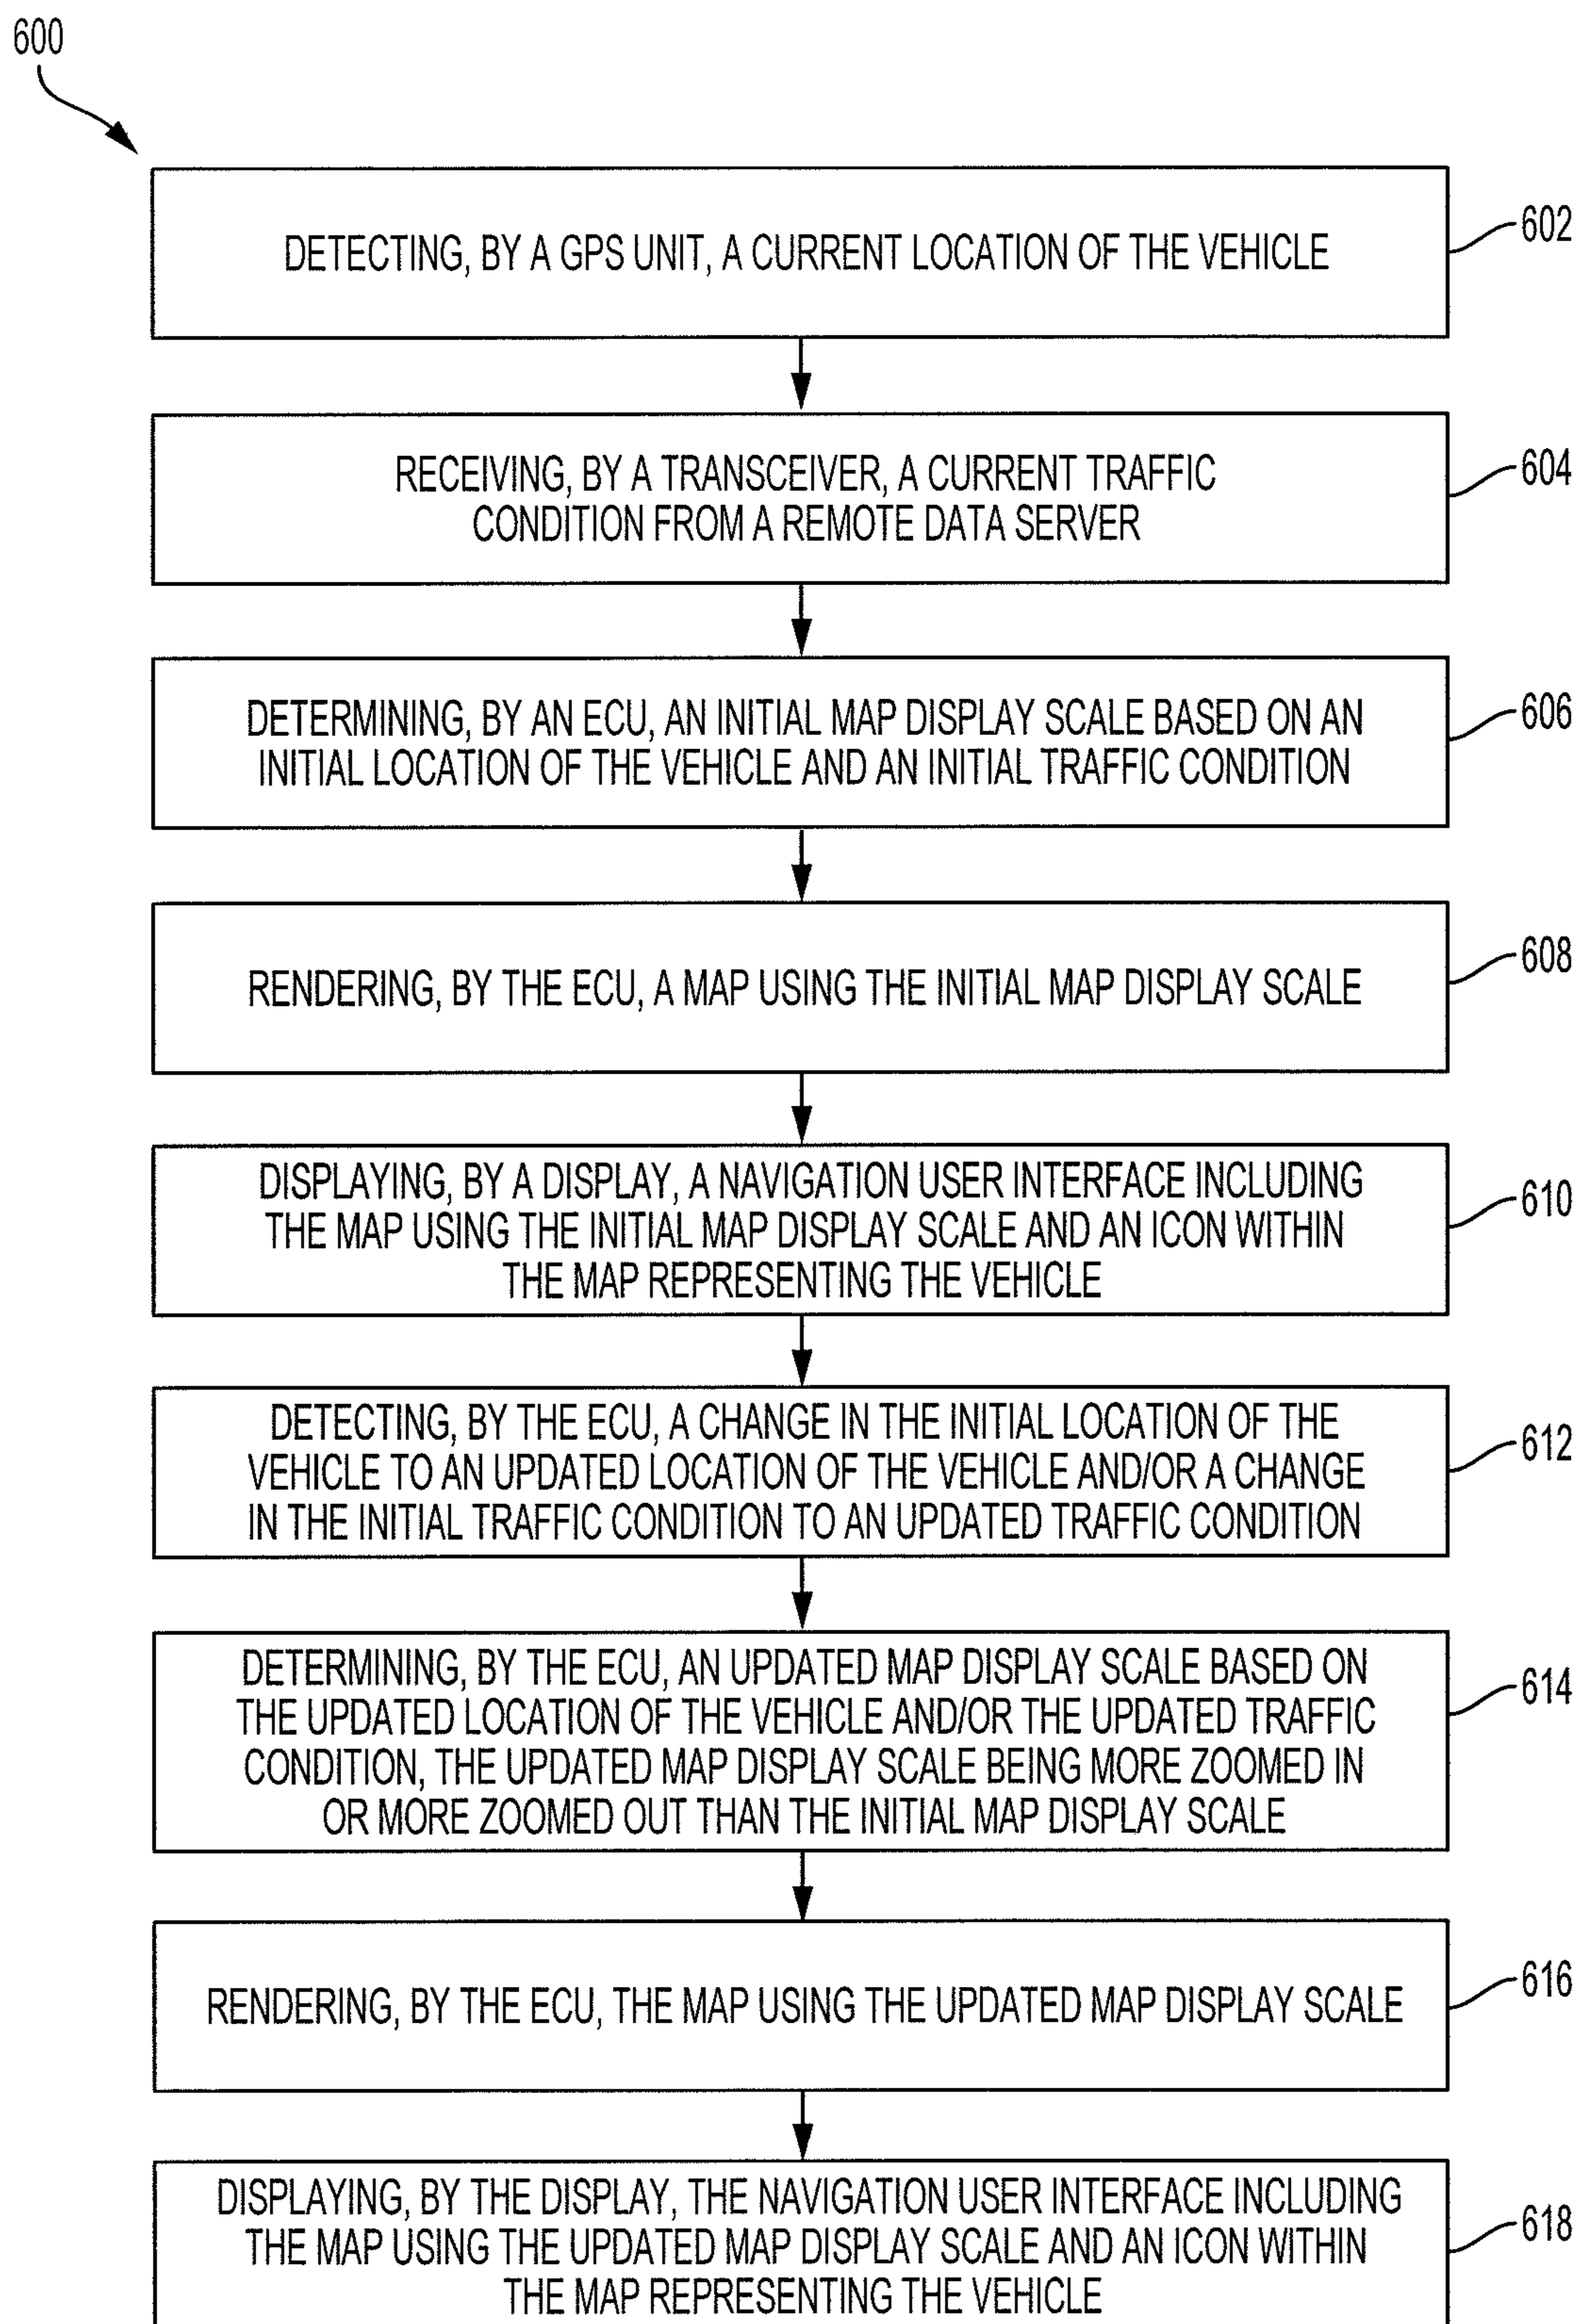 600
DETECTING, BY A GPS UNIT, A CURRENT LOCATION OF THE VEHICLE
602
RECEIVING, BY A TRANSCEIVER, A CURRENT TRAFFIC
CONDITION FROM A REMOTE DATA SERVER
604
DETERMINING, BY AN ECU, AN INITIAL MAP DISPLAY SCALE BASED ON AN
INITIAL LOCATION OF THE VEHICLE AND AN INITIAL TRAFFIC CONDITION
606
RENDERING, BY THE ECU, A MAP USING THE INITIAL MAP DISPLAY SCALE
608
DISPLAYING, BY A DISPLAY, A NAVIGATION USER INTERFACE INCLUDING
THE MAP USING THE INITIAL MAP DISPLAY SCALE AND AN ICON WITHIN
THE MAP REPRESENTING THE VEHICLE
610
DETECTING, BY THE ECU, A CHANGE IN THE INITIAL LOCATION OF THE
VEHICLE TO AN UPDATED LOCATION OF THE VEHICLE AND/OR A CHANGE
IN THE INITIAL TRAFFIC CONDITION TO AN UPDATED TRAFFIC CONDITION
612
DETERMINING, BY THE ECU, AN UPDATED MAP DISPLAY SCALE BASED ON
THE UPDATED LOCATION OF THE VEHICLE AND/OR THE UPDATED TRAFFIC
CONDITION, THE UPDATED MAP DISPLAY SCALE BEING MORE ZOOMED IN
OR MORE ZOOMED OUT THAN THE INITIAL MAP DISPLAY SCALE
614
RENDERING, BY THE ECU, THE MAP USING THE UPDATED MAP DISPLAY SCALE
616
DISPLAYING, BY THE DISPLAY, THE NAVIGATION USER INTERFACE INCLUDING
THE MAP USING THE UPDATED MAP DISPLAY SCALE AND AN ICON WITHIN
THE MAP REPRESENTING THE VEHICLE
618